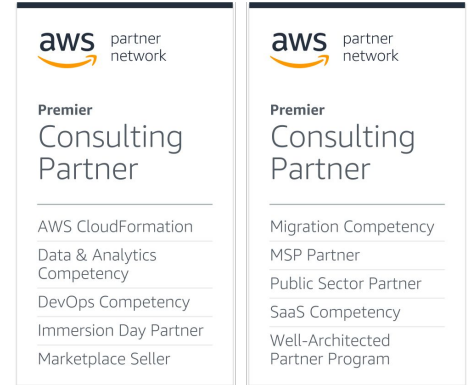 aws partner
network
Premier
Consulting
Partner
AWS CloudFormation
Data & Analytics
Competency
DevOps Competency
Immersion Day Partner
Marketplace Seller
aws partner
network
Premier
Consulting
Partner
Migration Competency
MSP Partner
Public Sector Partner
SaaS Competency
Well-Architected
Partner Program